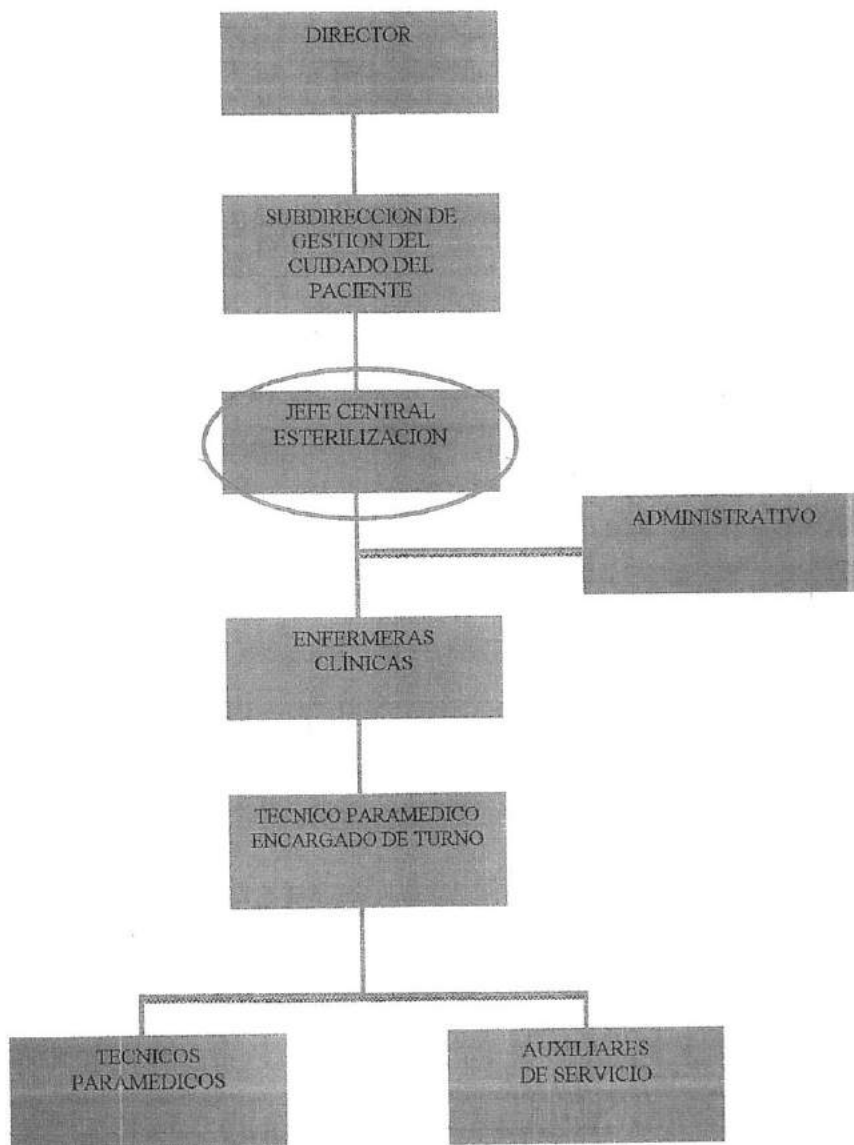 DIRECTOR
SUBDIRECCION DE
GESTION DEL
CUIDADO DEL
PACIENTE
JEFE CENTRAL
ESTERILIZACION
ADMINISTRATIVO
ENFERMERAS
CLÍNICAS
TECNICO PARAMEDICO
ENCARGADO DE TURNO
TECNICOS
PARAMEDICOS
AUXILIARES
DE SERVICIO